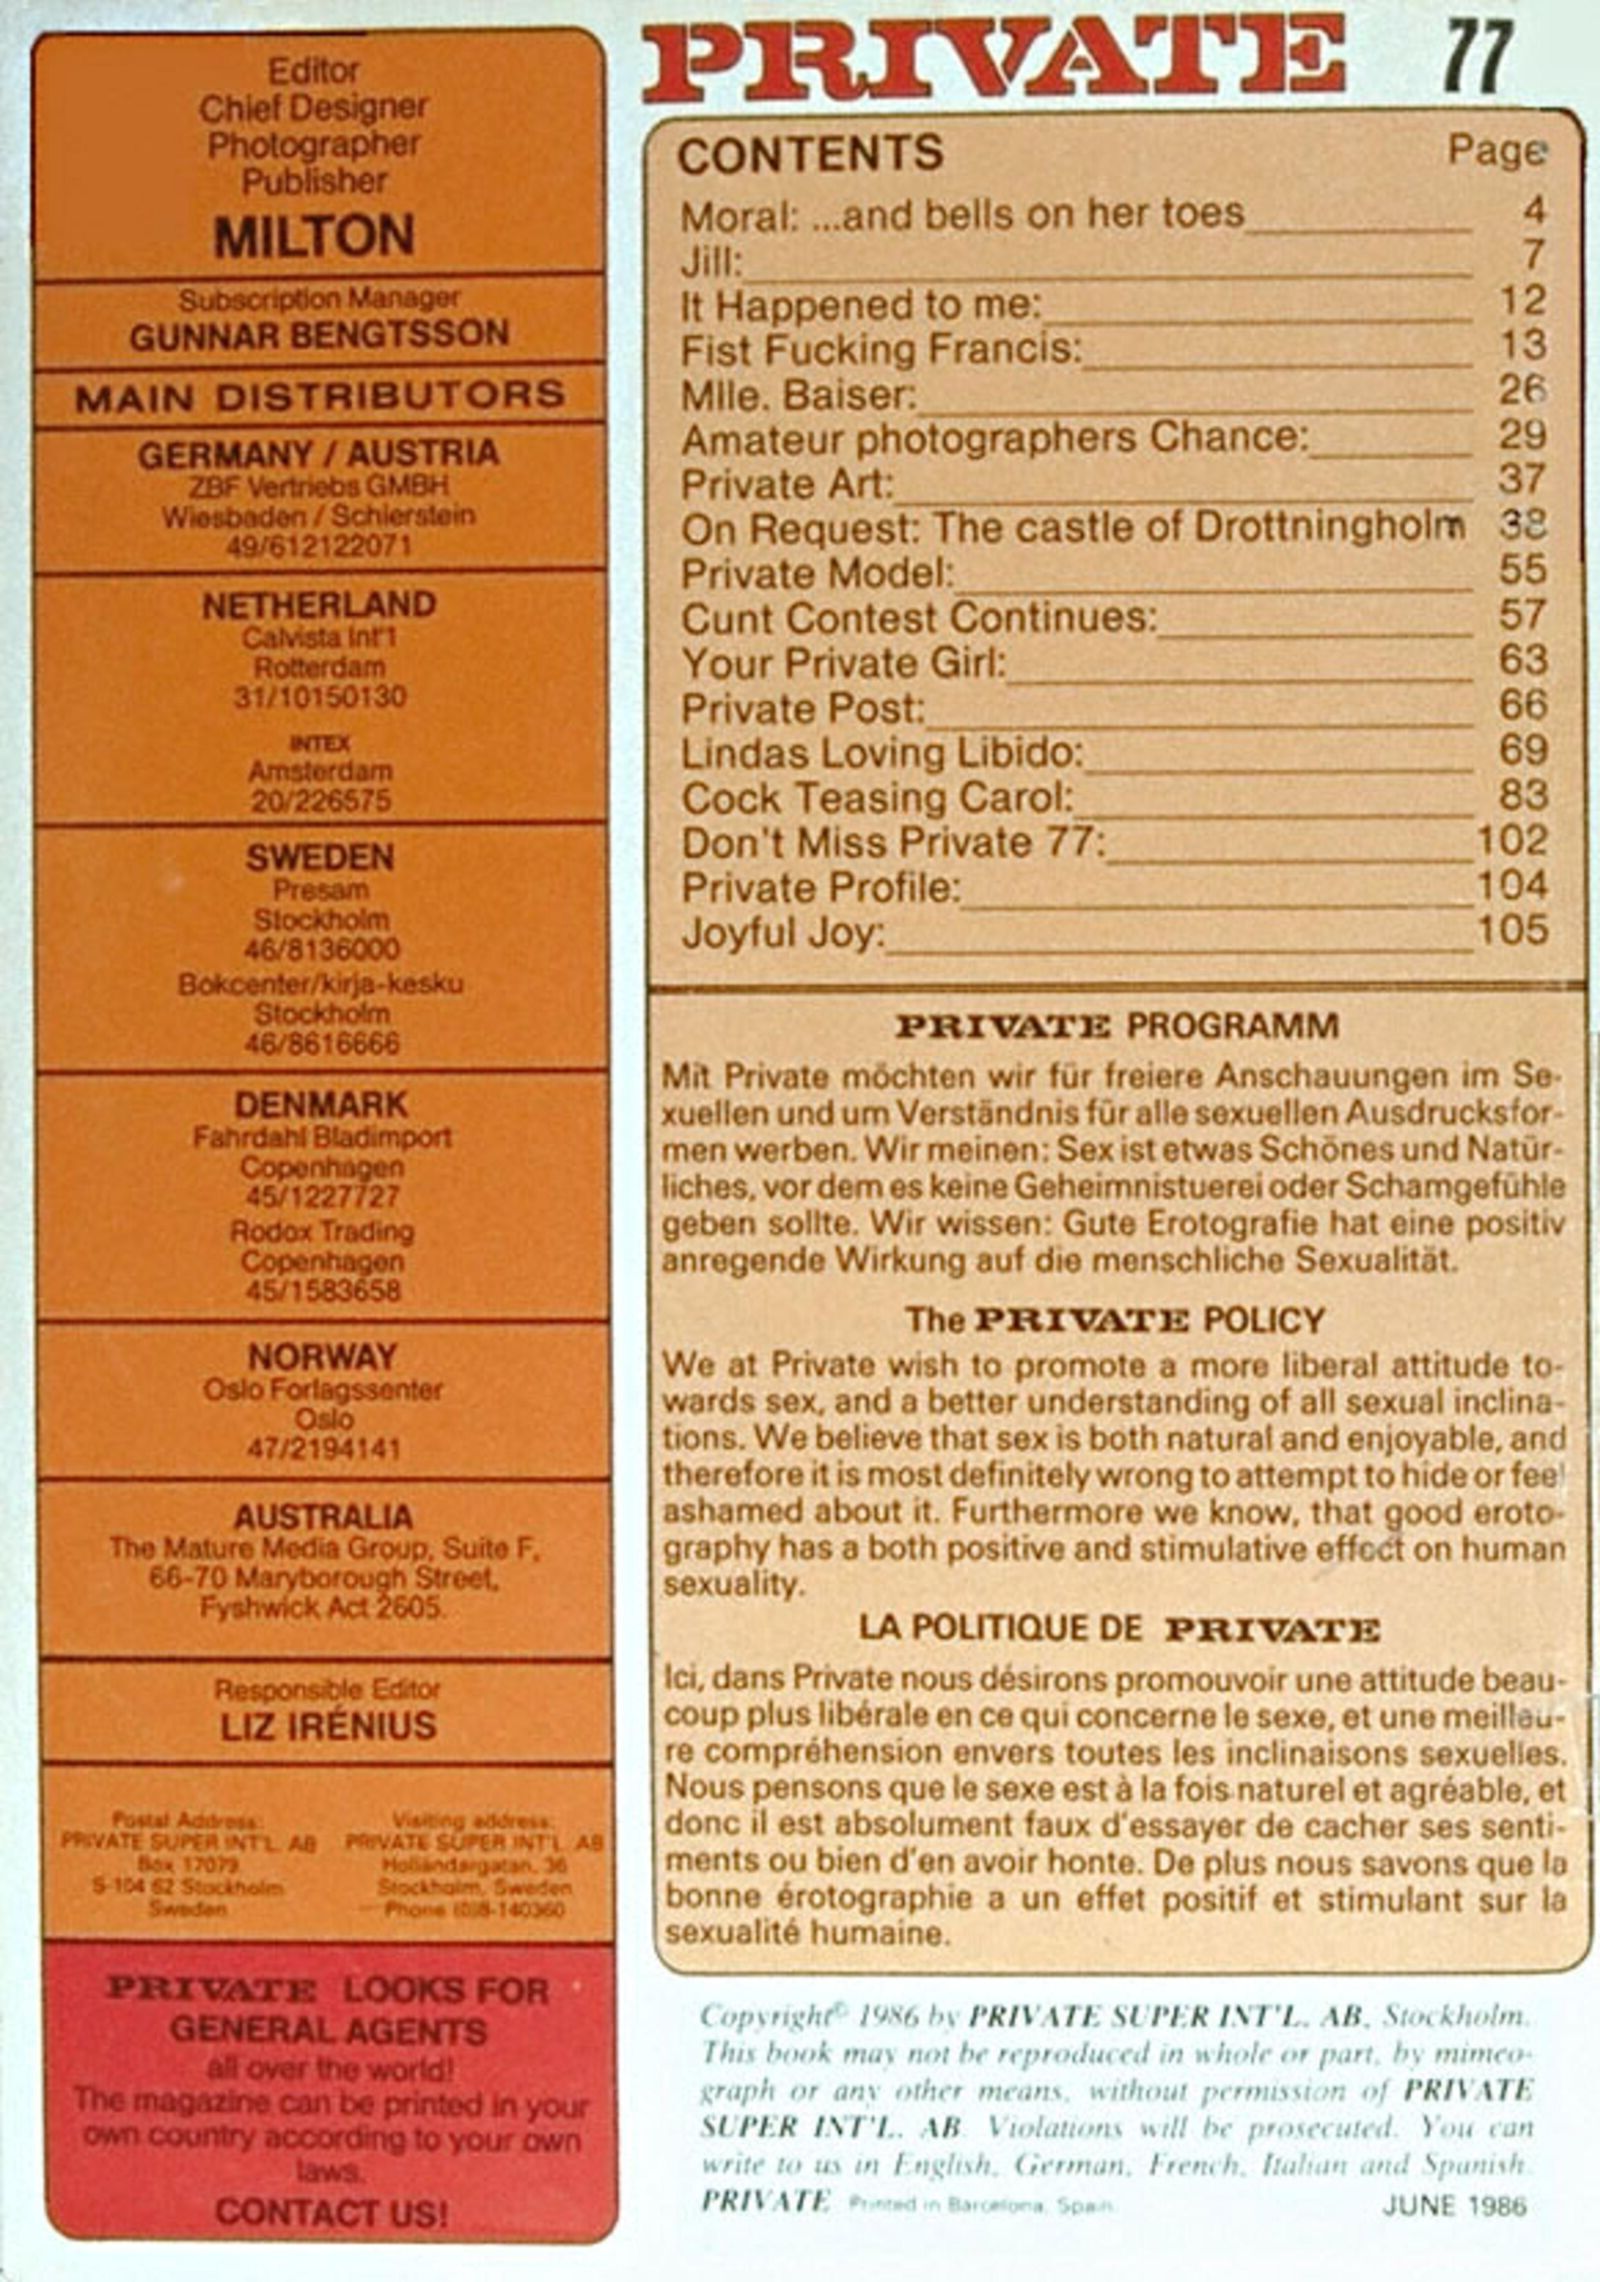 Editor
Chief Designer
Photographer
Publisher
MILTON
Subscription Manager
GUNNAR BENGTSSON
MAIN DISTRIBUTORS
GERMANY / AUSTRIA
ZBF Vertriebs GMBH
Wiesbaden / Schierstein
49/612122071
NETHERLAND
Calvista Int'l
Rotterdam
31/10150130
INTEX
Amsterdam
20/226575
SWEDEN
Presam
Stockholm
46/8136000
Bokcenter/kirja-kesku
Stockholm
46/8616666
DENMARK
Fahrdahl Bladimport
Copenhagen
45/1227727
Rodox Trading
Copenhagen
45/1583658
NORWAY
Oslo Forlagssenter
Oslo
47/2194141
AUSTRALIA
The Mature Media Group, Suite F,
66-70 Maryborough Street,
Fyshwick Act 2605.
Responsible Editor
LIZ IRÉNIUS
Postal Address:
PRIVATE SUPER INT'L. AB
Box 17079
S-104 62 Stockholm
Sweden
Visiting address:
PRIVATE SUPER INT'L. AB
Holländargatan, 36
Stockholm, Sweden
Phone (0)8-140360
PRIVATE LOOKS FOR
GENERAL AGENTS
all over the world!
The magazine can be printed in your
own country according to your own
laws.
CONTACT US!
PRIVATE 77
CONTENTS Page
Moral: ...and bells on her toes 4
Jill: 7
It Happened to me: 12
Fist Fucking Francis: 13
Mlle. Baiser: 26
Amateur photographers Chance: 29
Private Art: 37
On Request: The castle of Drottningholm 38
Private Model: 55
Cunt Contest Continues: 57
Your Private Girl: 63
Private Post: 66
Lindas Loving Libido: 69
Cock Teasing Carol: 83
Don't Miss Private 77: 102
Private Profile: 104
Joyful Joy: 105
PRIVATE PROGRAMM
Mit Private möchten wir für freiere Anschauungen im Se-
xuellen und um Verständnis für alle sexuellen Ausdrucksfor-
men werben. Wir meinen: Sex ist etwas Schönes und Natür-
liches, vor dem es keine Geheimnistuerei oder Schamgefühle
geben sollte. Wir wissen: Gute Erotografie hat eine positiv
anregende Wirkung auf die menschliche Sexualität.
The PRIVATE POLICY
We at Private wish to promote a more liberal attitude to-
wards sex, and a better understanding of all sexual inclina-
tions. We believe that sex is both natural and enjoyable, and
therefore it is most definitely wrong to attempt to hide or feel
ashamed about it. Furthermore we know, that good eroto-
graphy has a both positive and stimulative effect on human
sexuality.
LA POLITIQUE DE PRIVATE
Ici, dans Private nous désirons promouvoir une attitude beau-
coup plus libérale en ce qui concerne le sexe, et une meilleu-
re compréhension envers toutes les inclinaisons sexuelles.
Nous pensons que le sexe est à la fois naturel et agréable, et
donc il est absolument faux d'essayer de cacher ses senti-
ments ou bien d'en avoir honte. De plus nous savons que la
bonne érotographie a un effet positif et stimulant sur la
sexualité humaine.
Copyright© 1986 by PRIVATE SUPER INT'L. AB, Stockholm.
This book may not be reproduced in whole or part, by mimeo-
graph or any other means, without permission of PRIVATE
SUPER INT'L. AB. Violations will be prosecuted. You can
write to us in English, German, French, Italian and Spanish.
PRIVATE Printed in Barcelona, Spain JUNE 1986